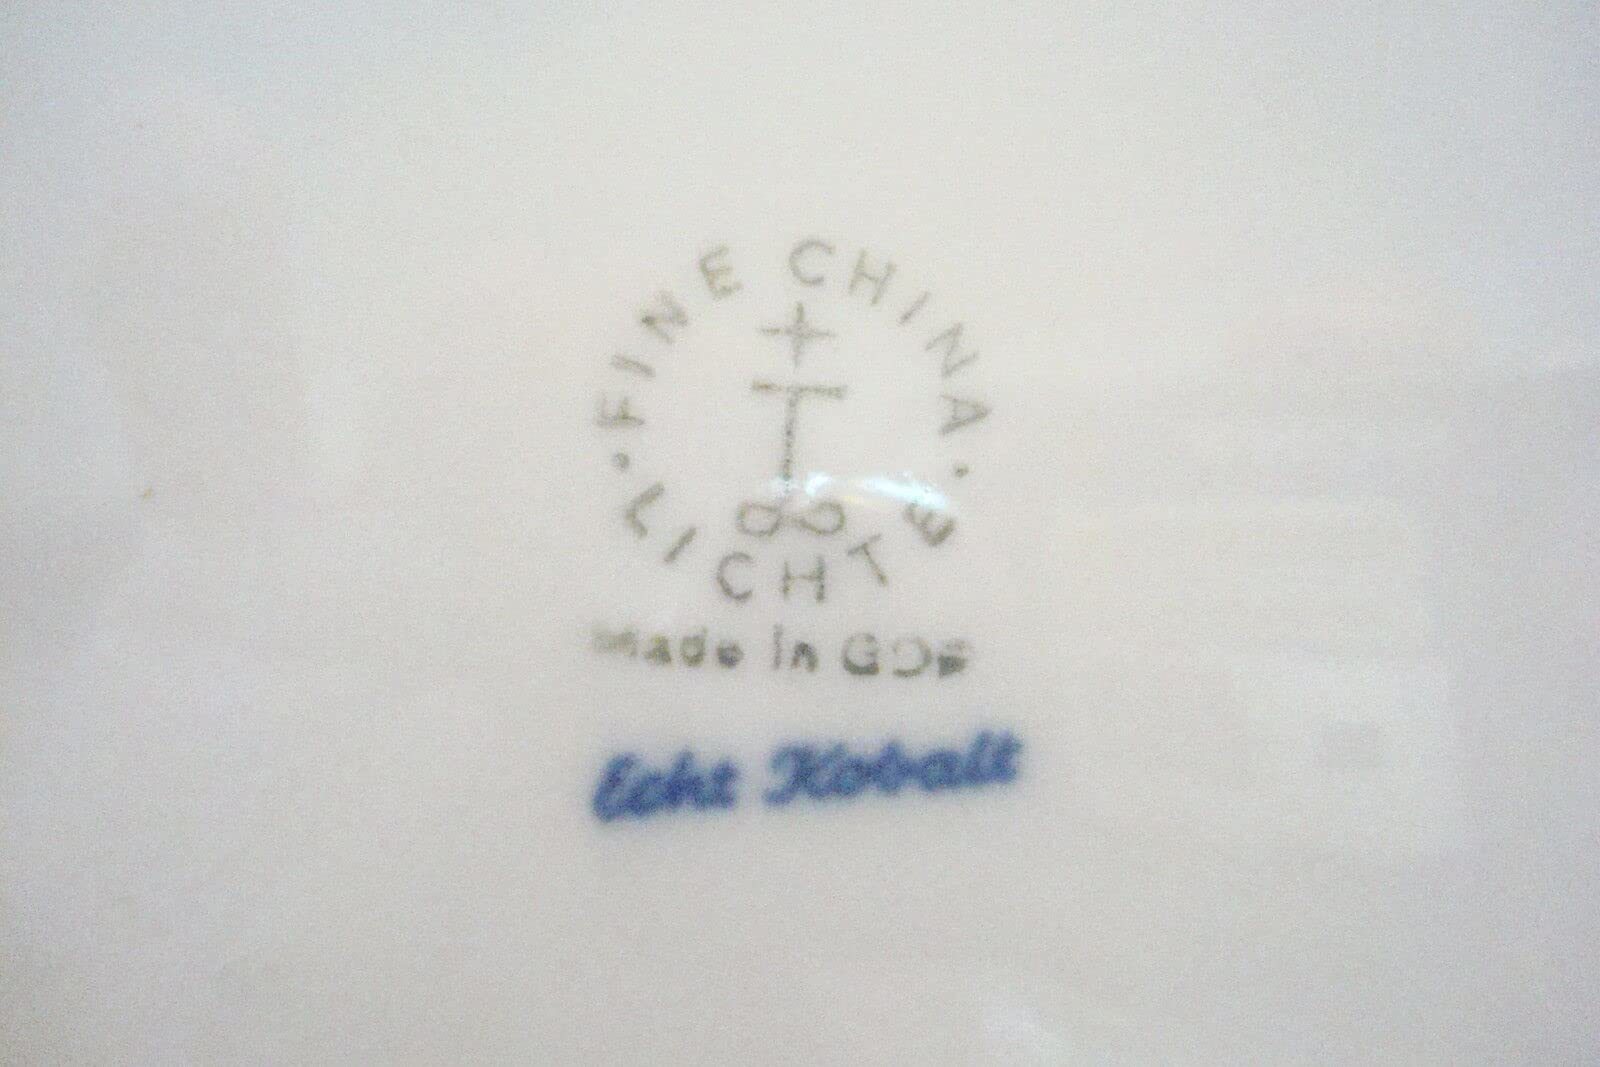 · FINE CHINA ·
LICHTE
Made in GDR
Echt Kobalt